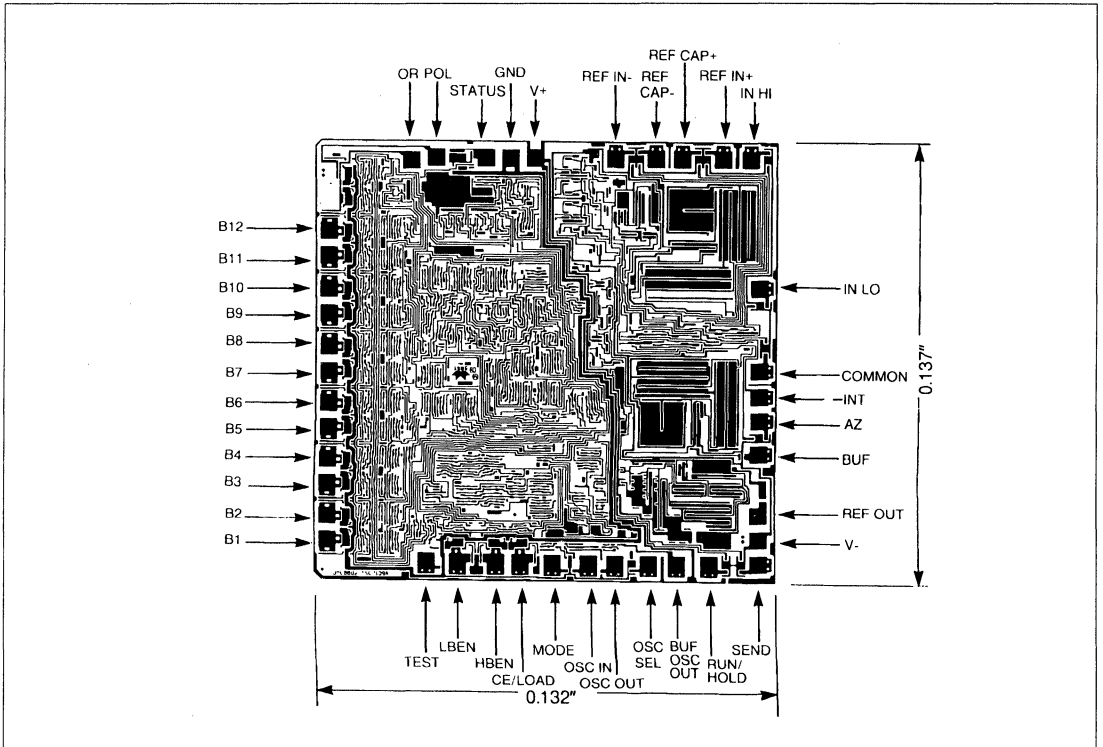 OR POL
STATUS
GND
V+
REF IN-
REF
CAP-
REF CAP+
REF IN+
IN HI
B12
B11
B10
B9
B8
B7
B6
B5
B4
B3
B2
B1
IN LO
COMMON
-INT
AZ
BUF
REF OUT
V-
0.137"
TEST
LBEN
HBEN
CE/LOAD
MODE
OSC IN
OSC OUT
OSC
SEL
BUF
OSC
OUT
RUN/
HOLD
SEND
0.132"